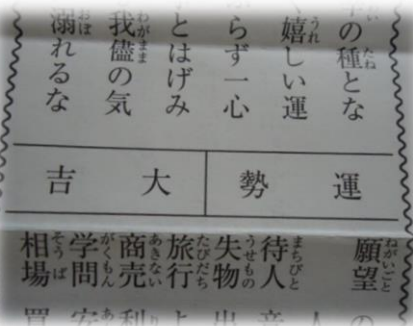 の種とな
嬉しい運
らず一心
とはげみ
我儘の気
溺れるな
運勢
大吉
願望
待人
失物
旅行
商売
学問
相場